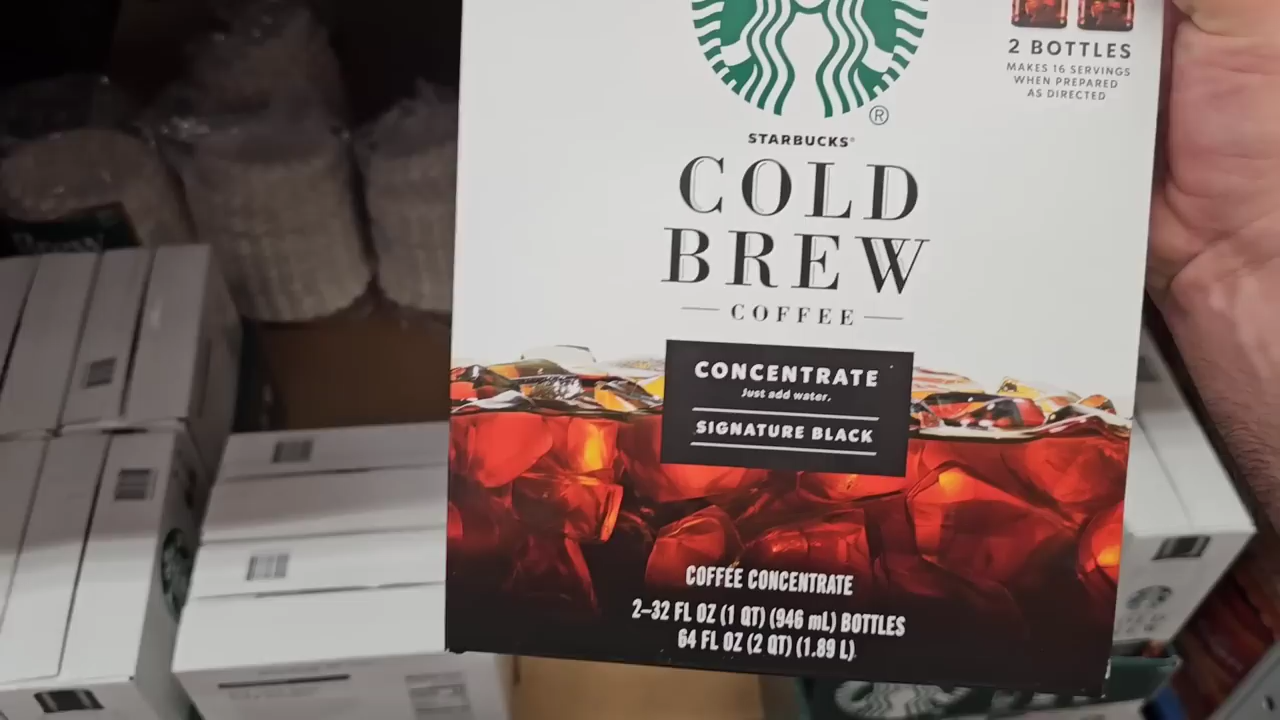 2 BOTTLES
MAKES 16 SERVINGS
WHEN PREPARED
AS DIRECTED
®
STARBUCKS®
COLD
BREW
COFFEE
CONCENTRATE
Just add water.
SIGNATURE BLACK
COFFEE CONCENTRATE
2–32 FL OZ (1 QT) (946 mL) BOTTLES
64 FL OZ (2 QT) (1.89 L)